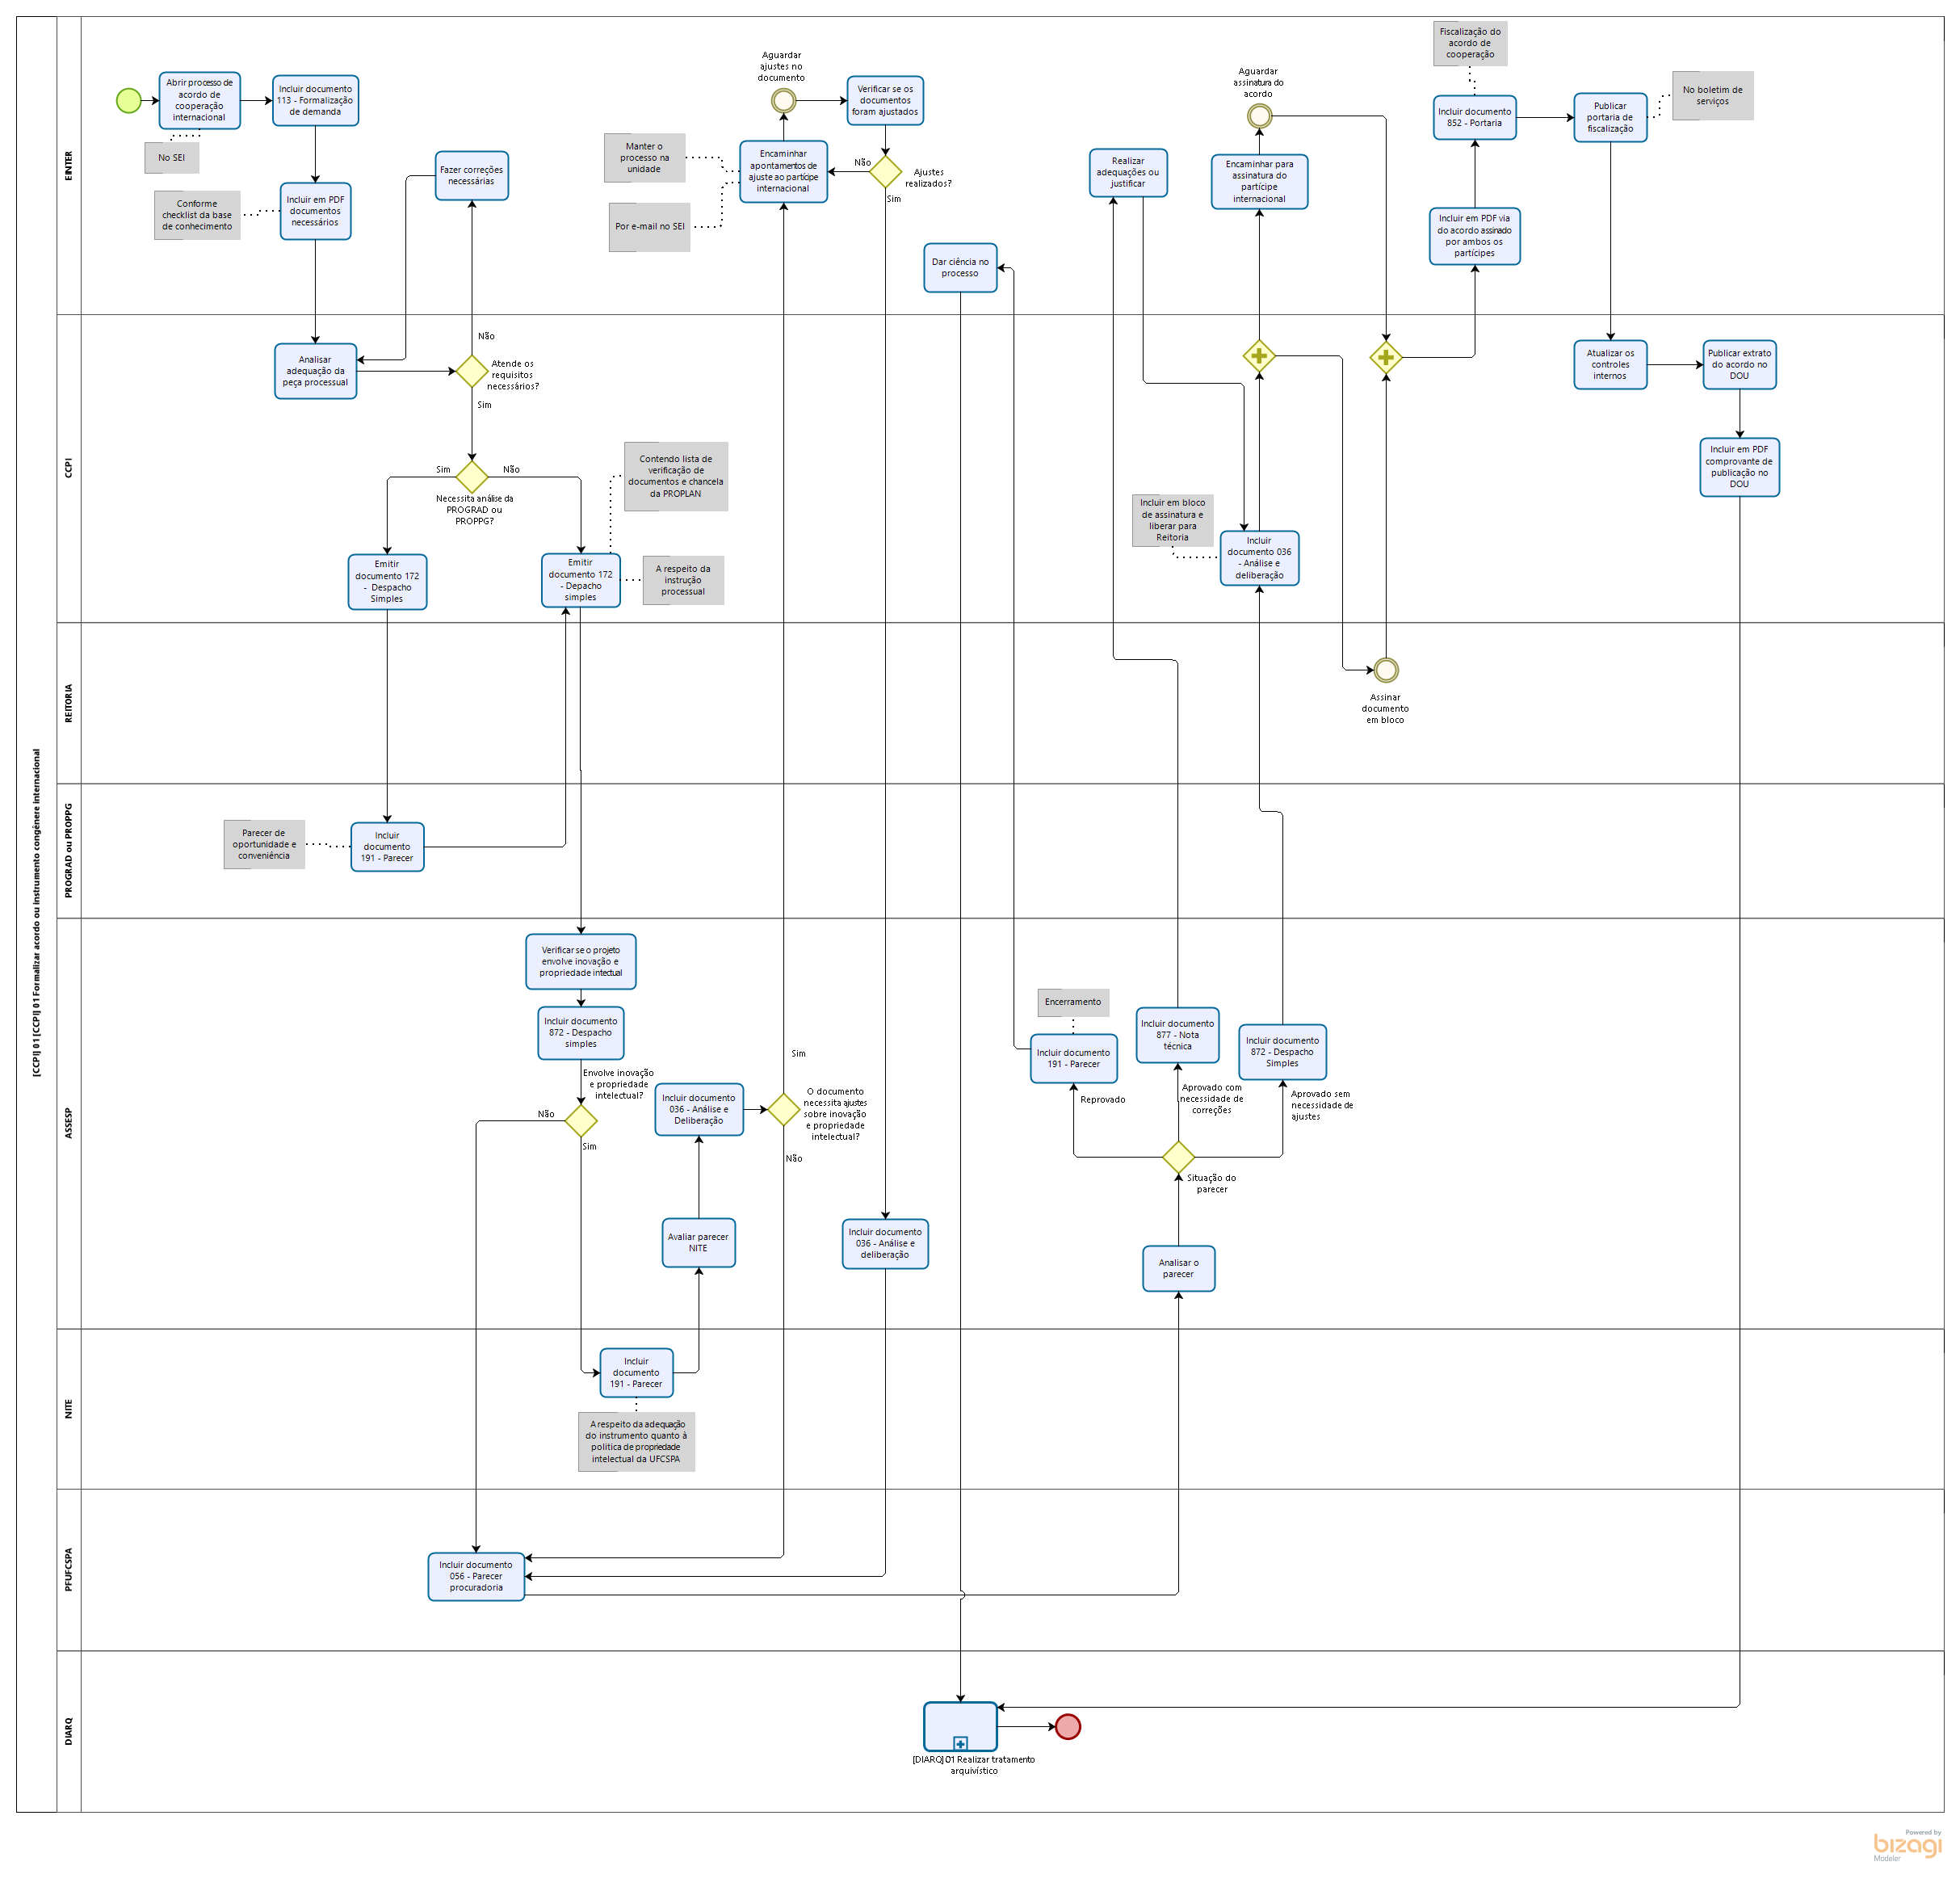 [CCPI] 01 [CCPI] 01 Formalizar acordo ou instrumento congênere internacional
EINTER
Abrir processo de
acordo de
cooperação
internacional
No SEI
Incluir documento
113 - Formalização
de demanda
Conforme
checklist da base
de conhecimento
Incluir em PDF
documentos
necessários
Fazer correções
necessárias
Aguardar
ajustes no
documento
Verificar se os
documentos
foram ajustados
Manter o
processo na
unidade
Por e-mail no SEI
Encaminhar
apontamentos de
ajuste ao partícipe
internacional
Não
Ajustes
realizados?
Sim
Dar ciência no
processo
Realizar
adequações ou
justificar
Aguardar
assinatura do
acordo
Encaminhar para
assinatura do
partícipe
internacional
Fiscalização do
acordo de
cooperação
Incluir documento
852 - Portaria
Incluir em PDF via
do acordo assinado
por ambos os
partícipes
Publicar
portaria de
fiscalização
No boletim de
serviços
CCPI
Analisar
adequação da
peça processual
Não
Atende os
requisitos
necessários?
Sim
Sim
Não
Necessita análise da
PROGRAD ou
PROPPG?
Contendo lista de
verificação de
documentos e chancela
da PROPLAN
Emitir
documento 172
- Despacho
Simples
Emitir
documento 172
- Depacho
simples
A respeito da
instrução
processual
Incluir em bloco
de assinatura e
liberar para
Reitoria
Incluir
documento 036
- Análise e
deliberação
Atualizar os
controles
internos
Publicar extrato
do acordo no
DOU
Incluir em PDF
comprovante de
publicação no
DOU
REITORIA
Assinar
documento
em bloco
PROGRAD ou PROPPG
Parecer de
oportunidade e
conveniência
Incluir
documento
191 - Parecer
ASSESP
Verificar se o projeto
envolve inovação e
propriedade intectual
Incluir documento
872 - Despacho
simples
Envolve inovação
e propriedade
intelectual?
Não
Sim
Incluir documento
036 - Análise e
Deliberação
Avaliar parecer
NITE
Sim
O documento
necessita ajustes
sobre inovação
e propriedade
intelectual?
Não
Incluir documento
036 - Análise e
deliberação
Encerramento
Incluir documento
191 - Parecer
Incluir documento
877 - Nota
técnica
Incluir documento
872 - Despacho
Simples
Reprovado
Aprovado com
necessidade de
correções
Aprovado sem
necessidade de
ajustes
Situação do
parecer
Analisar o
parecer
NITE
Incluir
documento
191 - Parecer
A respeito da adequação
do instrumento quanto à
política de propriedade
intelectual da UFCSPA
PFUFCSPA
Incluir documento
056 - Parecer
procuradoria
DIARQ
[DIARQ] 01 Realizar tratamento
arquivístico
Powered by
bizagi
Modeler